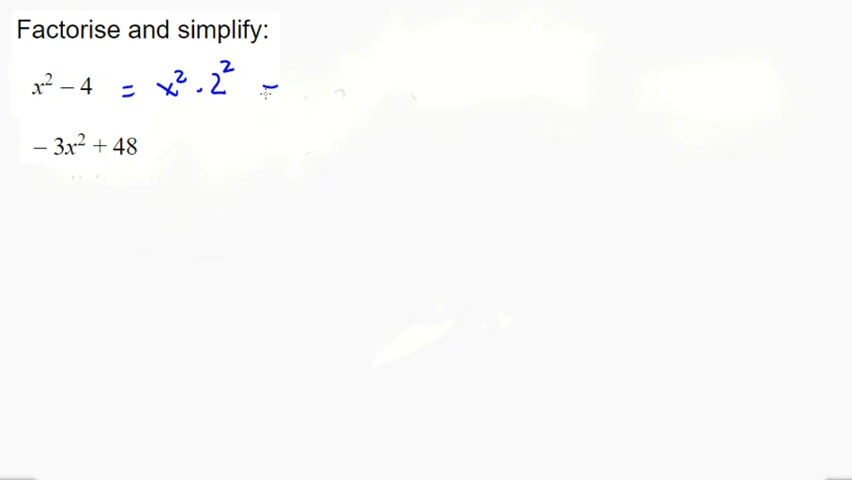 Factorise and simplify:
x² – 4 = x² . 2² =
– 3x² + 48